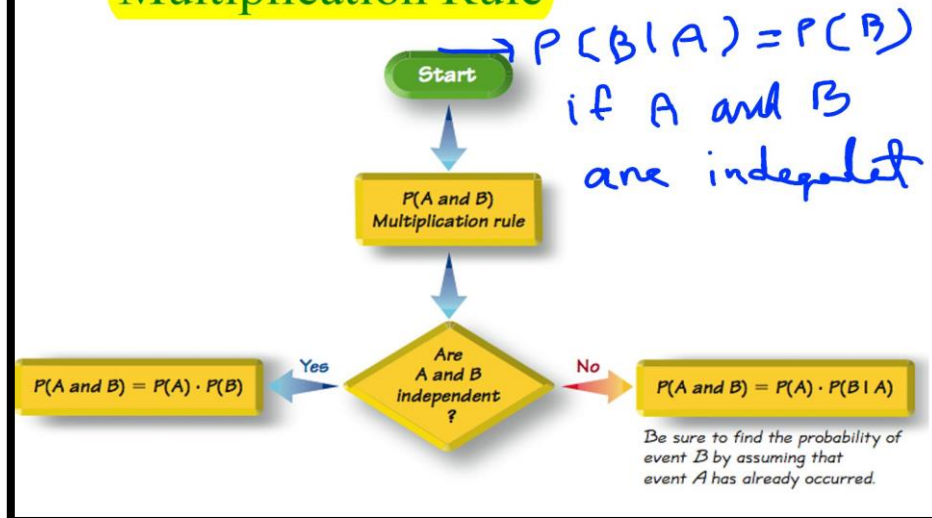 Multiplication Rule
P(B|A) = P(B)
if A and B
are indepedet
Start
P(A and B)
Multiplication rule
Are
A and B
independent
?
Yes
No
P(A and B) = P(A) · P(B)
P(A and B) = P(A) · P(B | A)
Be sure to find the probability of
event B by assuming that
event A has already occurred.